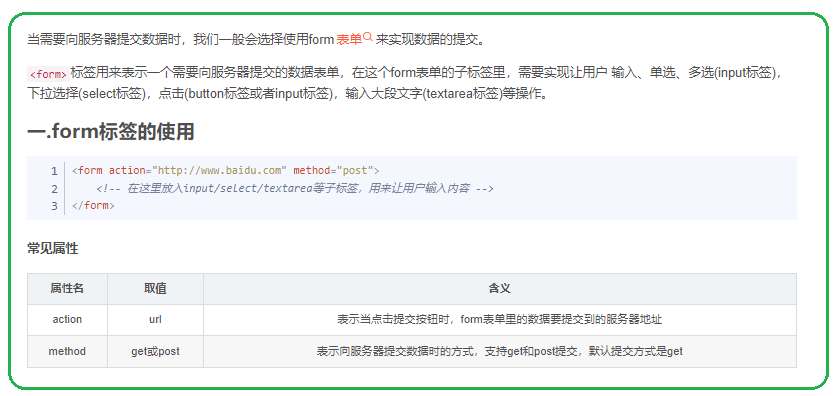 当需要向服务器提交数据时，我们一般会选择使用form 表单 来实现数据的提交。
<form> 标签用来表示一个需要向服务器提交的数据表单，在这个form表单的子标签里，需要实现让用户 输入、单选、多选(input标签)，
下拉选择(select标签)，点击(button标签或者input标签)，输入大段文字(textarea标签)等操作。
一.form标签的使用
1 <form action="http://www.baidu.com" method="post">
2     <!-- 在这里放入input/select/textarea等子标签，用来让用户输入内容 -->
3 </form>
常见属性
属性名 取值 含义
action url 表示当点击提交按钮时，form表单里的数据要提交到的服务器地址
method get或post 表示向服务器提交数据时的方式，支持get和post提交，默认提交方式是get